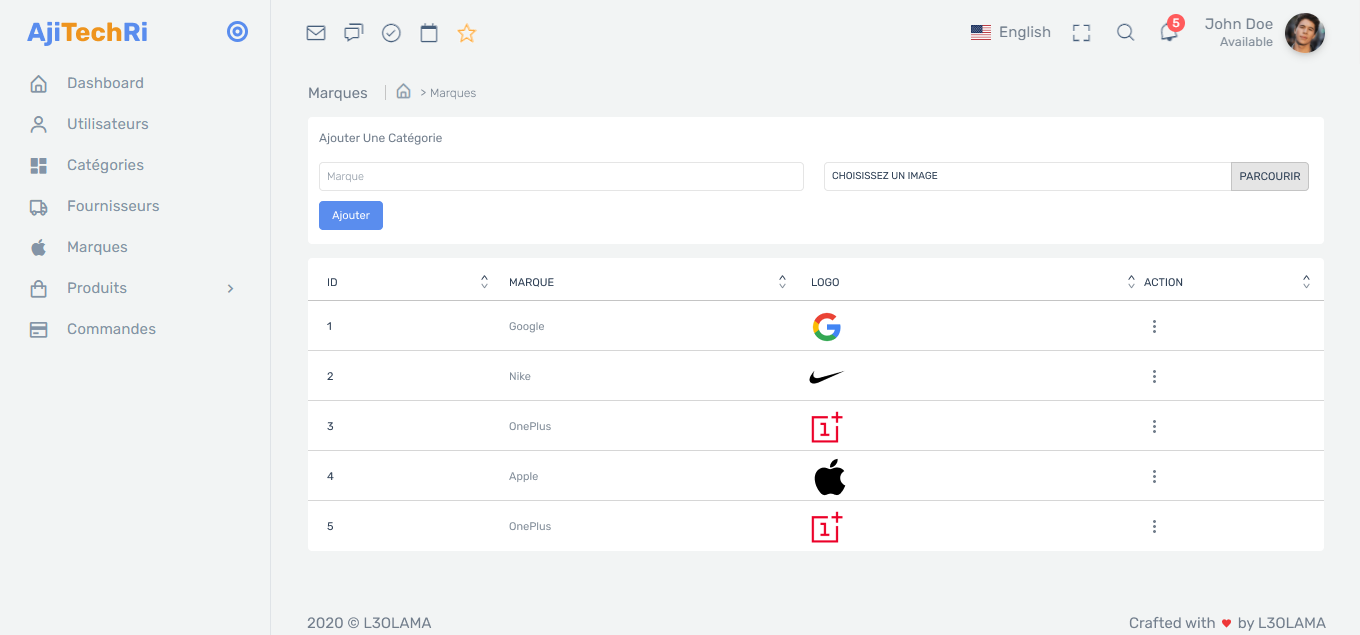 AjiTechRi
Dashboard
Utilisateurs
Catégories
Fournisseurs
Marques
Produits
Commandes
English
5
John Doe
Available
Marques
> Marques
Ajouter Une Catégorie
Marque
CHOISISSEZ UN IMAGE
PARCOURIR
Ajouter
ID MARQUE LOGO ACTION
1 Google G
2 Nike
3 OnePlus 1+
4 Apple
5 OnePlus 1+
2020 © L3OLAMA
Crafted with ♥ by L3OLAMA